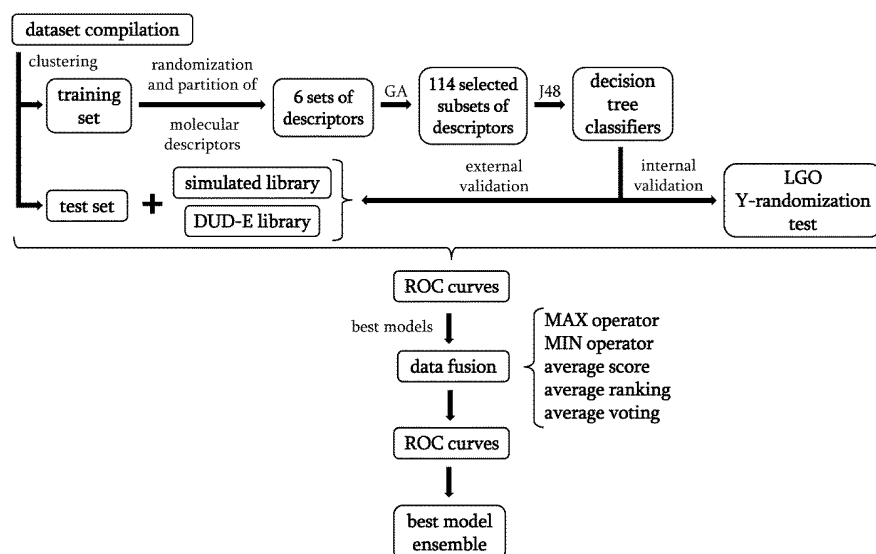 dataset compilation
clustering
training
set
randomization
and partition of
molecular
descriptors
6 sets of
descriptors
GA
114 selected
subsets of
descriptors
J48
decision
tree
classifiers
external
validation
internal
validation
LGO
Y-randomization
test
test set
+
simulated library
DUD-E library
ROC curves
best models
data fusion
MAX operator
MIN operator
average score
average ranking
average voting
ROC curves
best model
ensemble